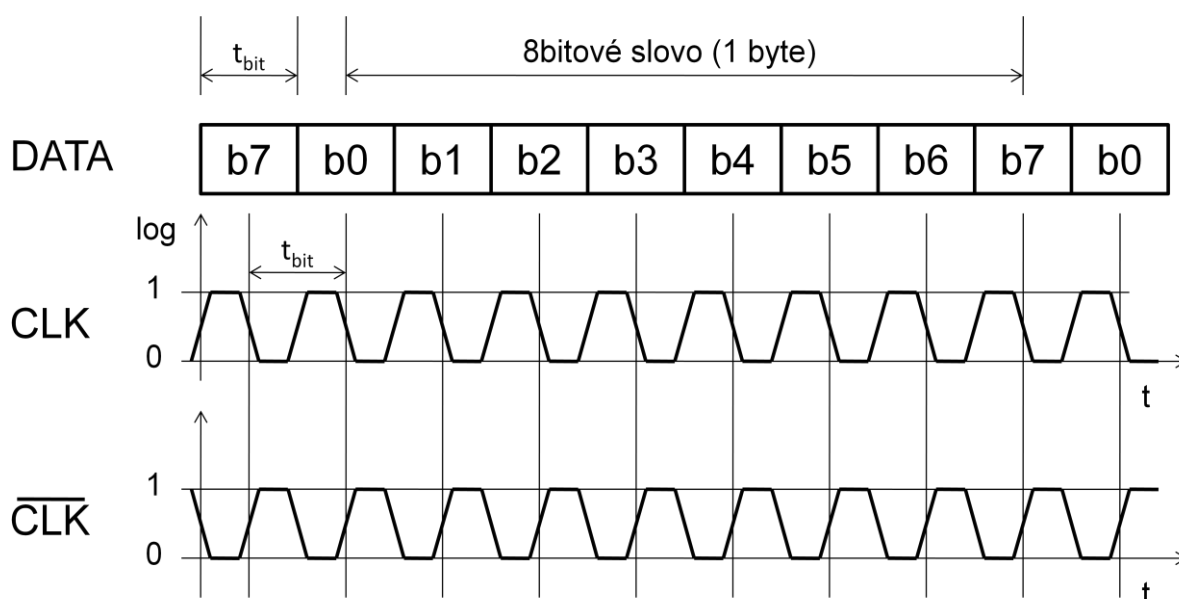 t_bit 8bitové slovo (1 byte)
DATA b7 b0 b1 b2 b3 b4 b5 b6 b7 b0
log
t_bit
1
CLK
0
t
1
C̅L̅K̅
0
t